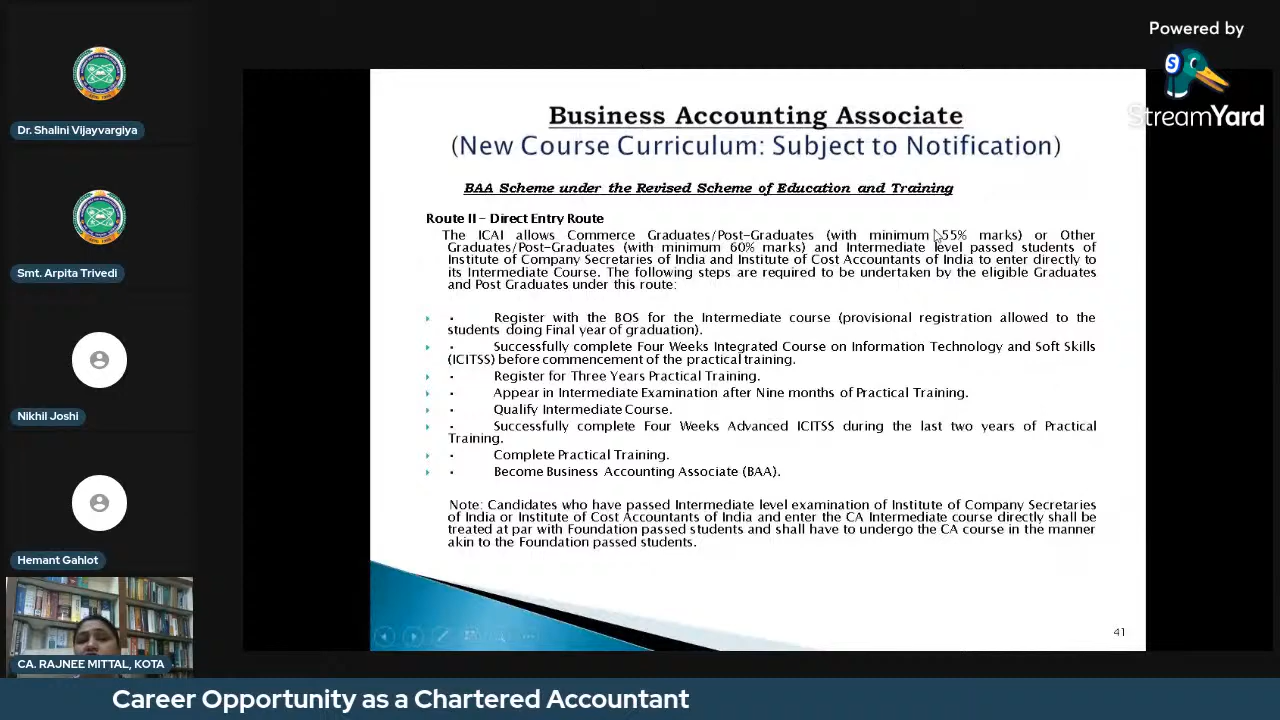 Powered by
StreamYard
Dr. Shalini Vijayvargiya
Smt. Arpita Trivedi
Nikhil Joshi
Hemant Gahlot
CA. RAJNEE MITTAL, KOTA
Business Accounting Associate
(New Course Curriculum: Subject to Notification)
BAA Scheme under the Revised Scheme of Education and Training
Route II – Direct Entry Route
The ICAI allows Commerce Graduates/Post-Graduates (with minimum 55% marks) or Other
Graduates/Post-Graduates (with minimum 60% marks) and Intermediate level passed students of
Institute of Company Secretaries of India and Institute of Cost Accountants of India to enter directly to
its Intermediate Course. The following steps are required to be undertaken by the eligible Graduates
and Post Graduates under this route:
• Register with the BOS for the Intermediate course (provisional registration allowed to the
students doing Final year of graduation).
• Successfully complete Four Weeks Integrated Course on Information Technology and Soft Skills
(ICITSS) before commencement of the practical training.
• Register for Three Years Practical Training.
• Appear in Intermediate Examination after Nine months of Practical Training.
• Qualify Intermediate Course.
• Successfully complete Four Weeks Advanced ICITSS during the last two years of Practical
Training.
• Complete Practical Training.
• Become Business Accounting Associate (BAA).
Note: Candidates who have passed Intermediate level examination of Institute of Company Secretaries
of India or Institute of Cost Accountants of India and enter the CA Intermediate course directly shall be
treated at par with Foundation passed students and shall have to undergo the CA course in the manner
akin to the Foundation passed students.
41
Career Opportunity as a Chartered Accountant